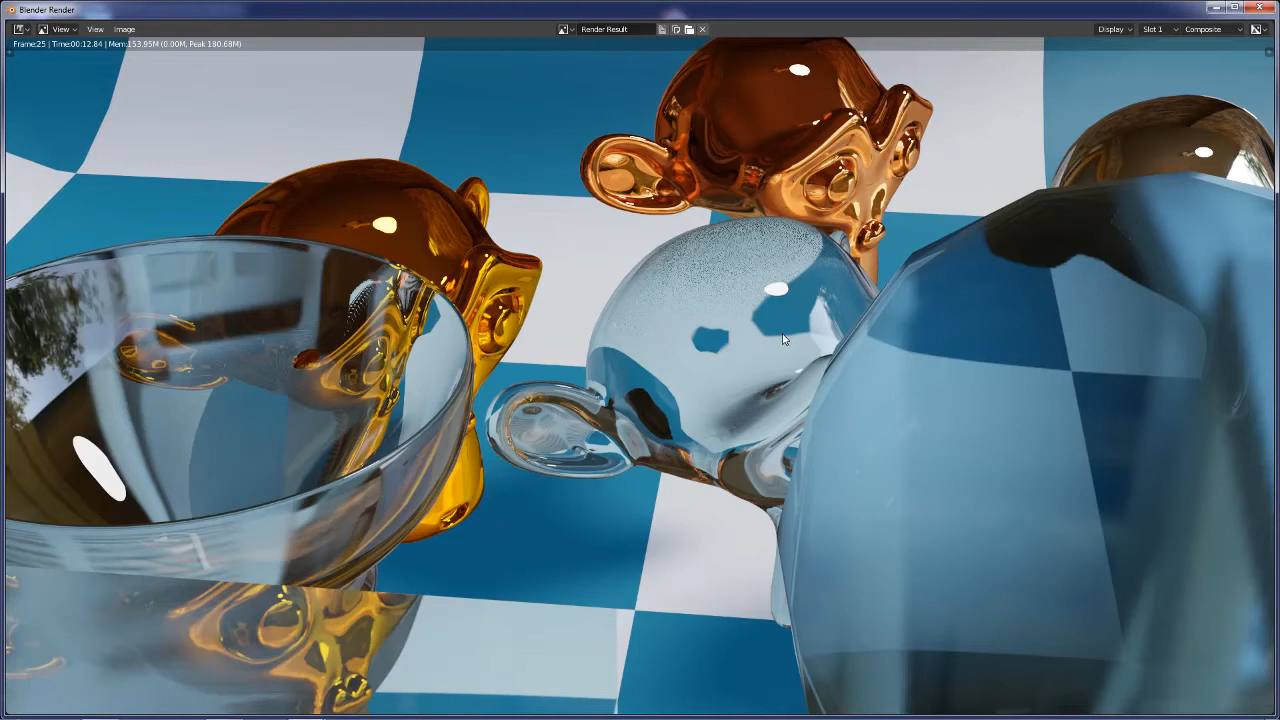 Blender Render
View View Image Render Result Display Slot 1 Composite
Frame:25 | Time:00:12.84 | Mem:153.95M (0.00M, Peak 180.68M)